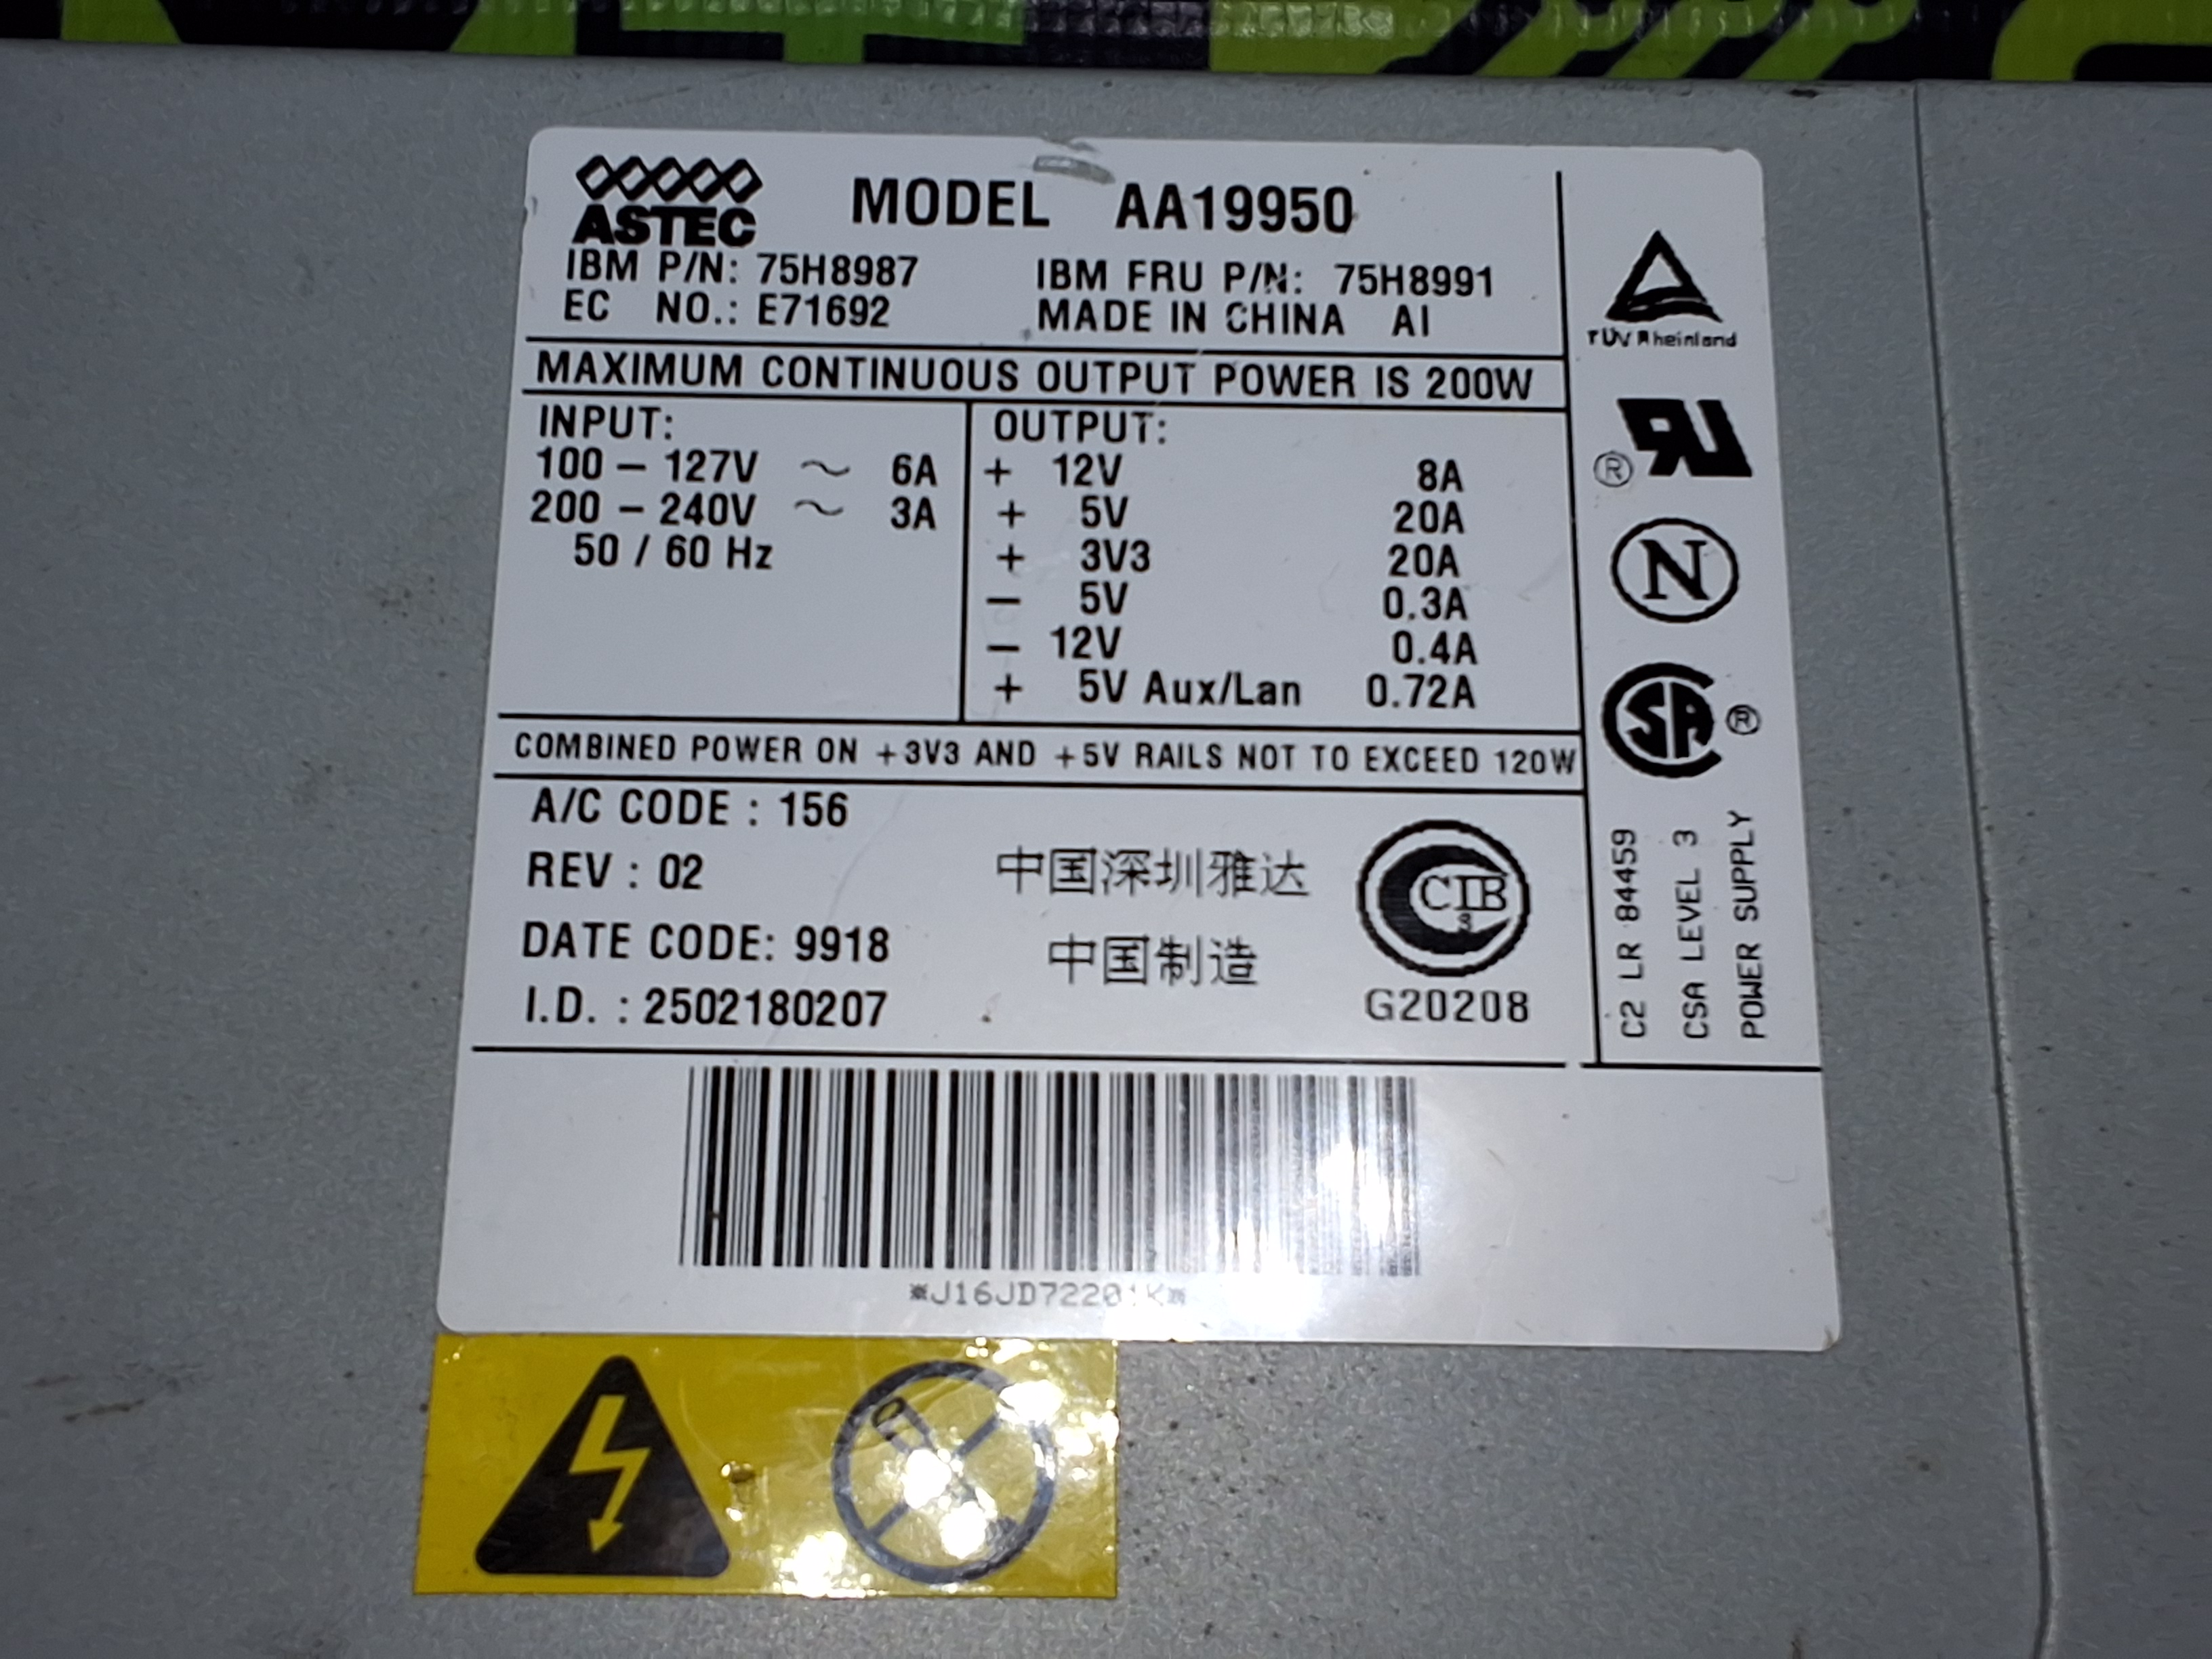 ASTEC
MODEL AA19950
IBM P/N: 75H8987 IBM FRU P/N: 75H8991
EC NO.: E71692 MADE IN CHINA AI
MAXIMUM CONTINUOUS OUTPUT POWER IS 200W
INPUT:
100 – 127V ～ 6A
200 – 240V ～ 3A
50 / 60 Hz
OUTPUT:
+ 12V 8A
+ 5V 20A
+ 3V3 20A
– 5V 0.3A
– 12V 0.4A
+ 5V Aux/Lan 0.72A
COMBINED POWER ON +3V3 AND +5V RAILS NOT TO EXCEED 120W
A/C CODE : 156
REV : 02
DATE CODE: 9918
I.D. : 2502180207
中国深圳雅达
中国制造
CIB
3
G20208
TÜV Rheinland
RU
®
N
SA ®
C2 LR 84459
CSA LEVEL 3
POWER SUPPLY